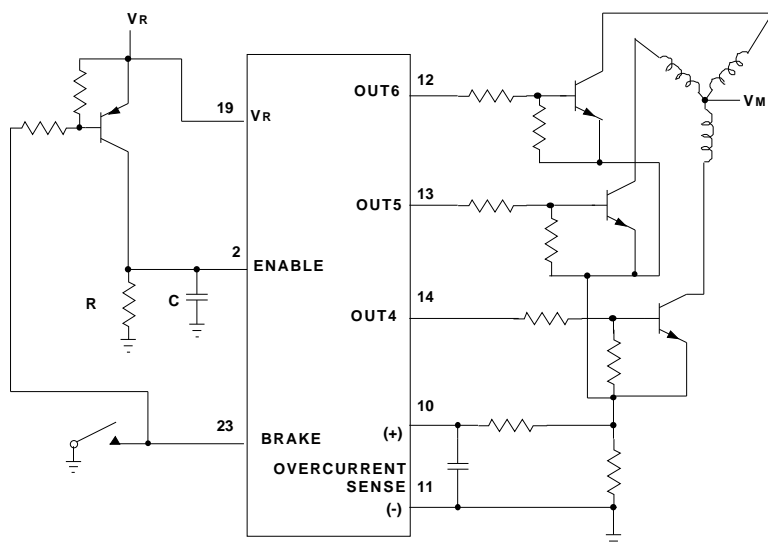 VR
12
OUT6
19
VR
VM
13
OUT5
2
ENABLE
14
R
C
OUT4
10
23
BRAKE
(+)
OVERCURRENT
SENSE
11
(-)